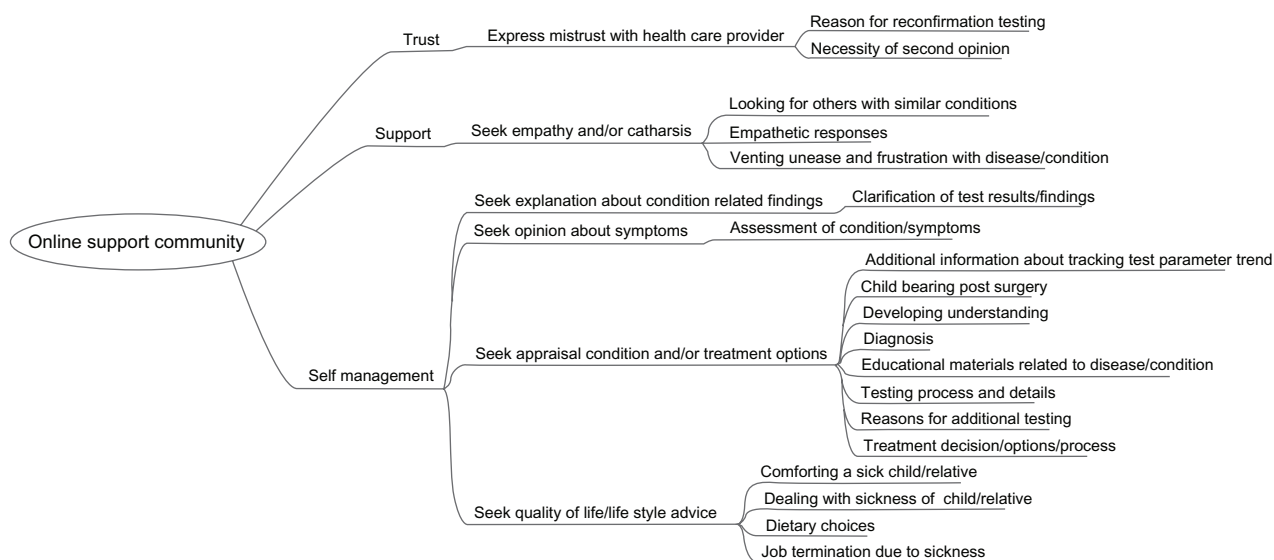 Online support community
Trust
Express mistrust with health care provider
Reason for reconfirmation testing
Necessity of second opinion
Support
Seek empathy and/or catharsis
Looking for others with similar conditions
Empathetic responses
Venting unease and frustration with disease/condition
Self management
Seek explanation about condition related findings
Clarification of test results/findings
Seek opinion about symptoms
Assessment of condition/symptoms
Seek appraisal condition and/or treatment options
Additional information about tracking test parameter trend
Child bearing post surgery
Developing understanding
Diagnosis
Educational materials related to disease/condition
Testing process and details
Reasons for additional testing
Treatment decision/options/process
Seek quality of life/life style advice
Comforting a sick child/relative
Dealing with sickness of child/relative
Dietary choices
Job termination due to sickness